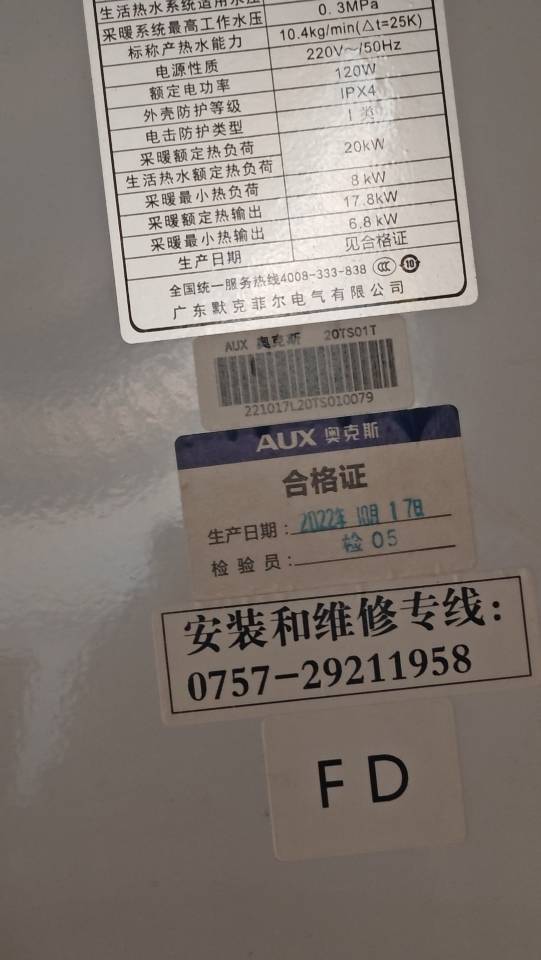 生活热水系统适用水压
采暖系统最高工作水压 0.3MPa
标称产热水能力 10.4kg/min(△t=25K)
电源性质 220V~/50Hz
额定电功率 120W
外壳防护等级 IPX4
电击防护类型 I 类
采暖额定热负荷 20kW
生活热水额定热负荷
采暖最小热负荷 8 kW
采暖额定热输出 17.8kW
采暖最小热输出 6.8 kW
生产日期 见合格证
全国统一服务热线4008-333-838 CCC 10
广东默克菲尔电气有限公司
AUX 奥克斯 20TS01T
221017L20TS010079
AUX 奥克斯
合格证
生产日期：2022年10月17日
检验员：检05
安装和维修专线：
0757-29211958
FD